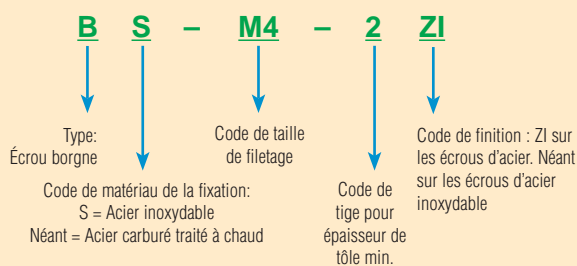 B S – M4 – 2 ZI
Type:
Écrou borgne
Code de matériau de la fixation:
S = Acier inoxydable
Néant = Acier carburé traité à chaud
Code de taille
de filetage
Code de
tige pour
épaisseur de
tôle min.
Code de finition : ZI sur
les écrous d'acier. Néant
sur les écrous d'acier
inoxydable